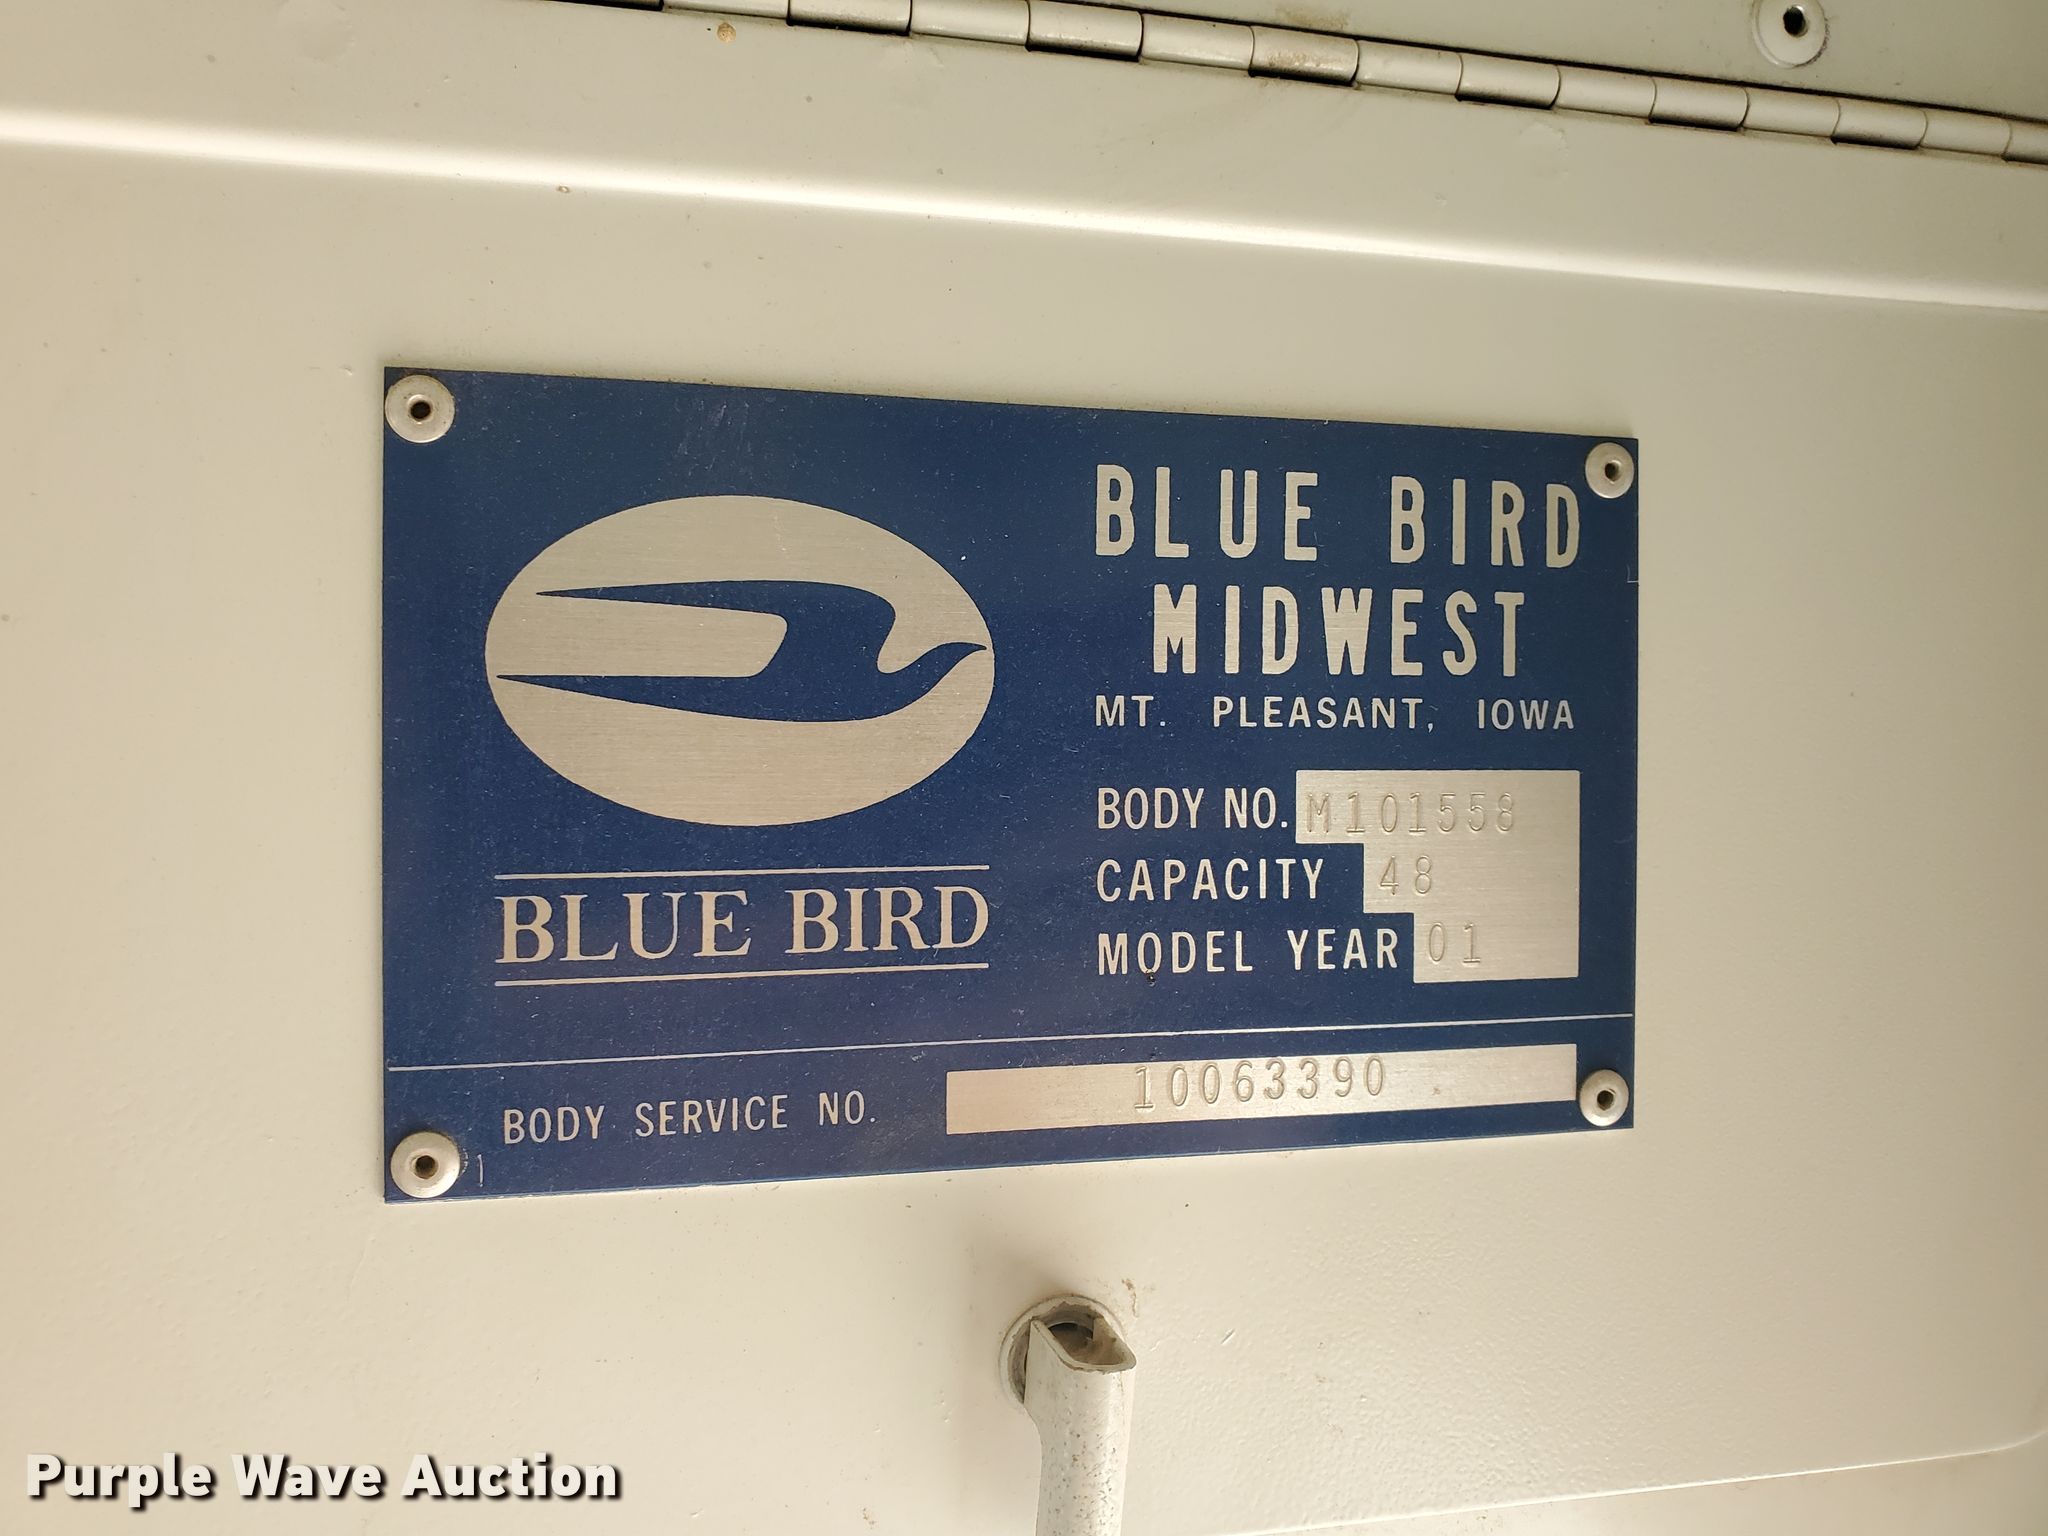 BLUE BIRD
MIDWEST
MT. PLEASANT, IOWA
BODY NO. M101558
CAPACITY 48
MODEL YEAR 01
BLUE BIRD
BODY SERVICE NO. 10063390
Purple Wave Auction